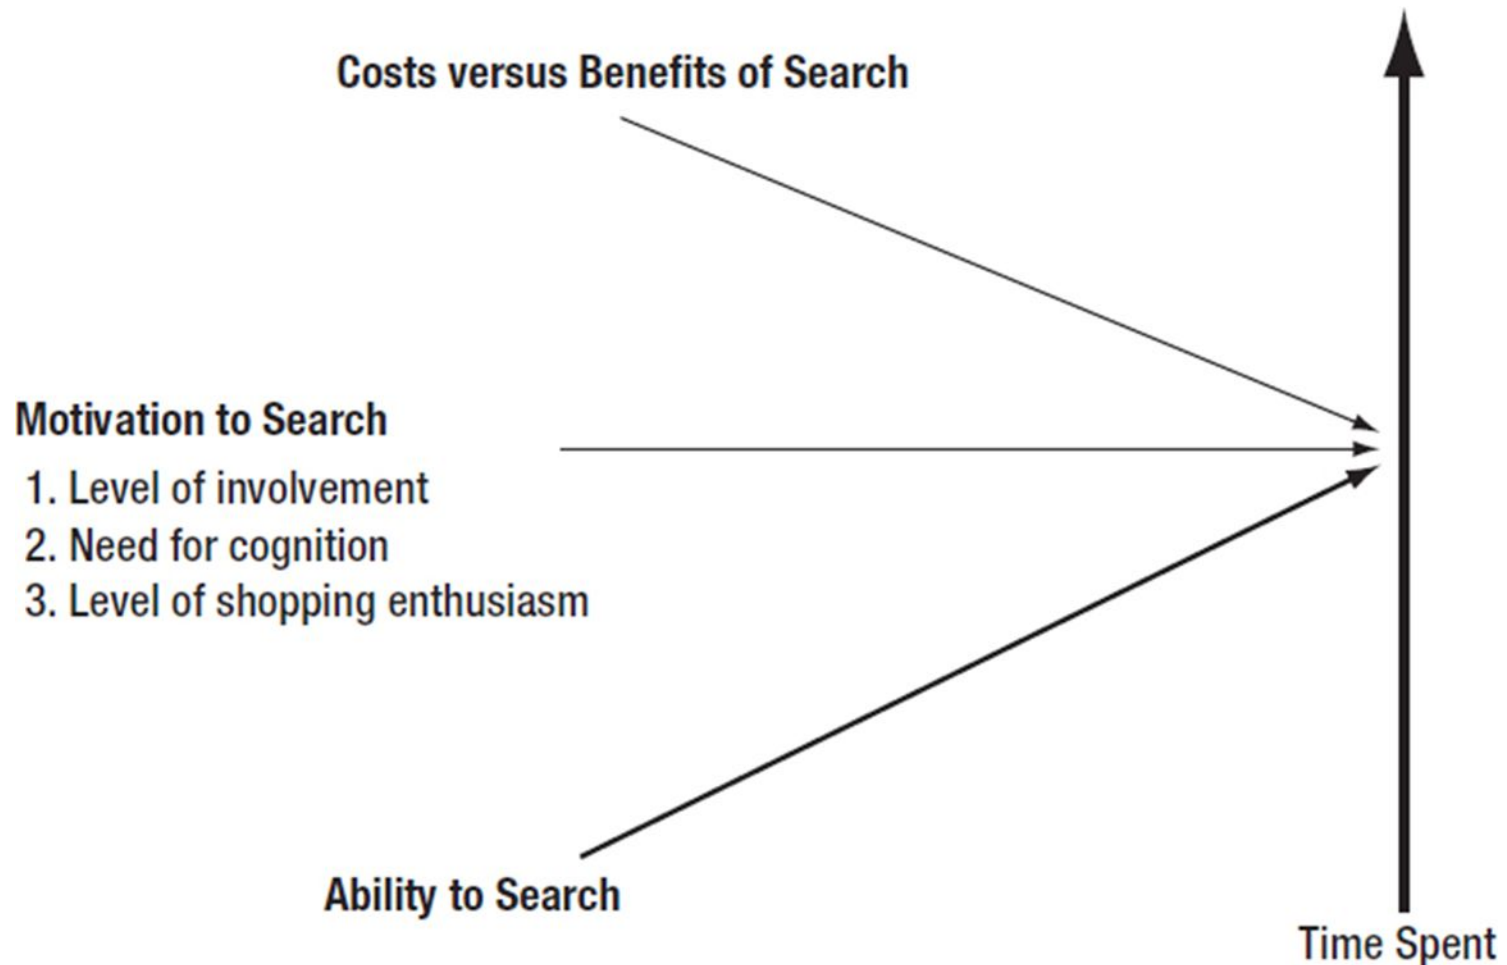 Costs versus Benefits of Search
Motivation to Search
1. Level of involvement
2. Need for cognition
3. Level of shopping enthusiasm
Ability to Search
Time Spent